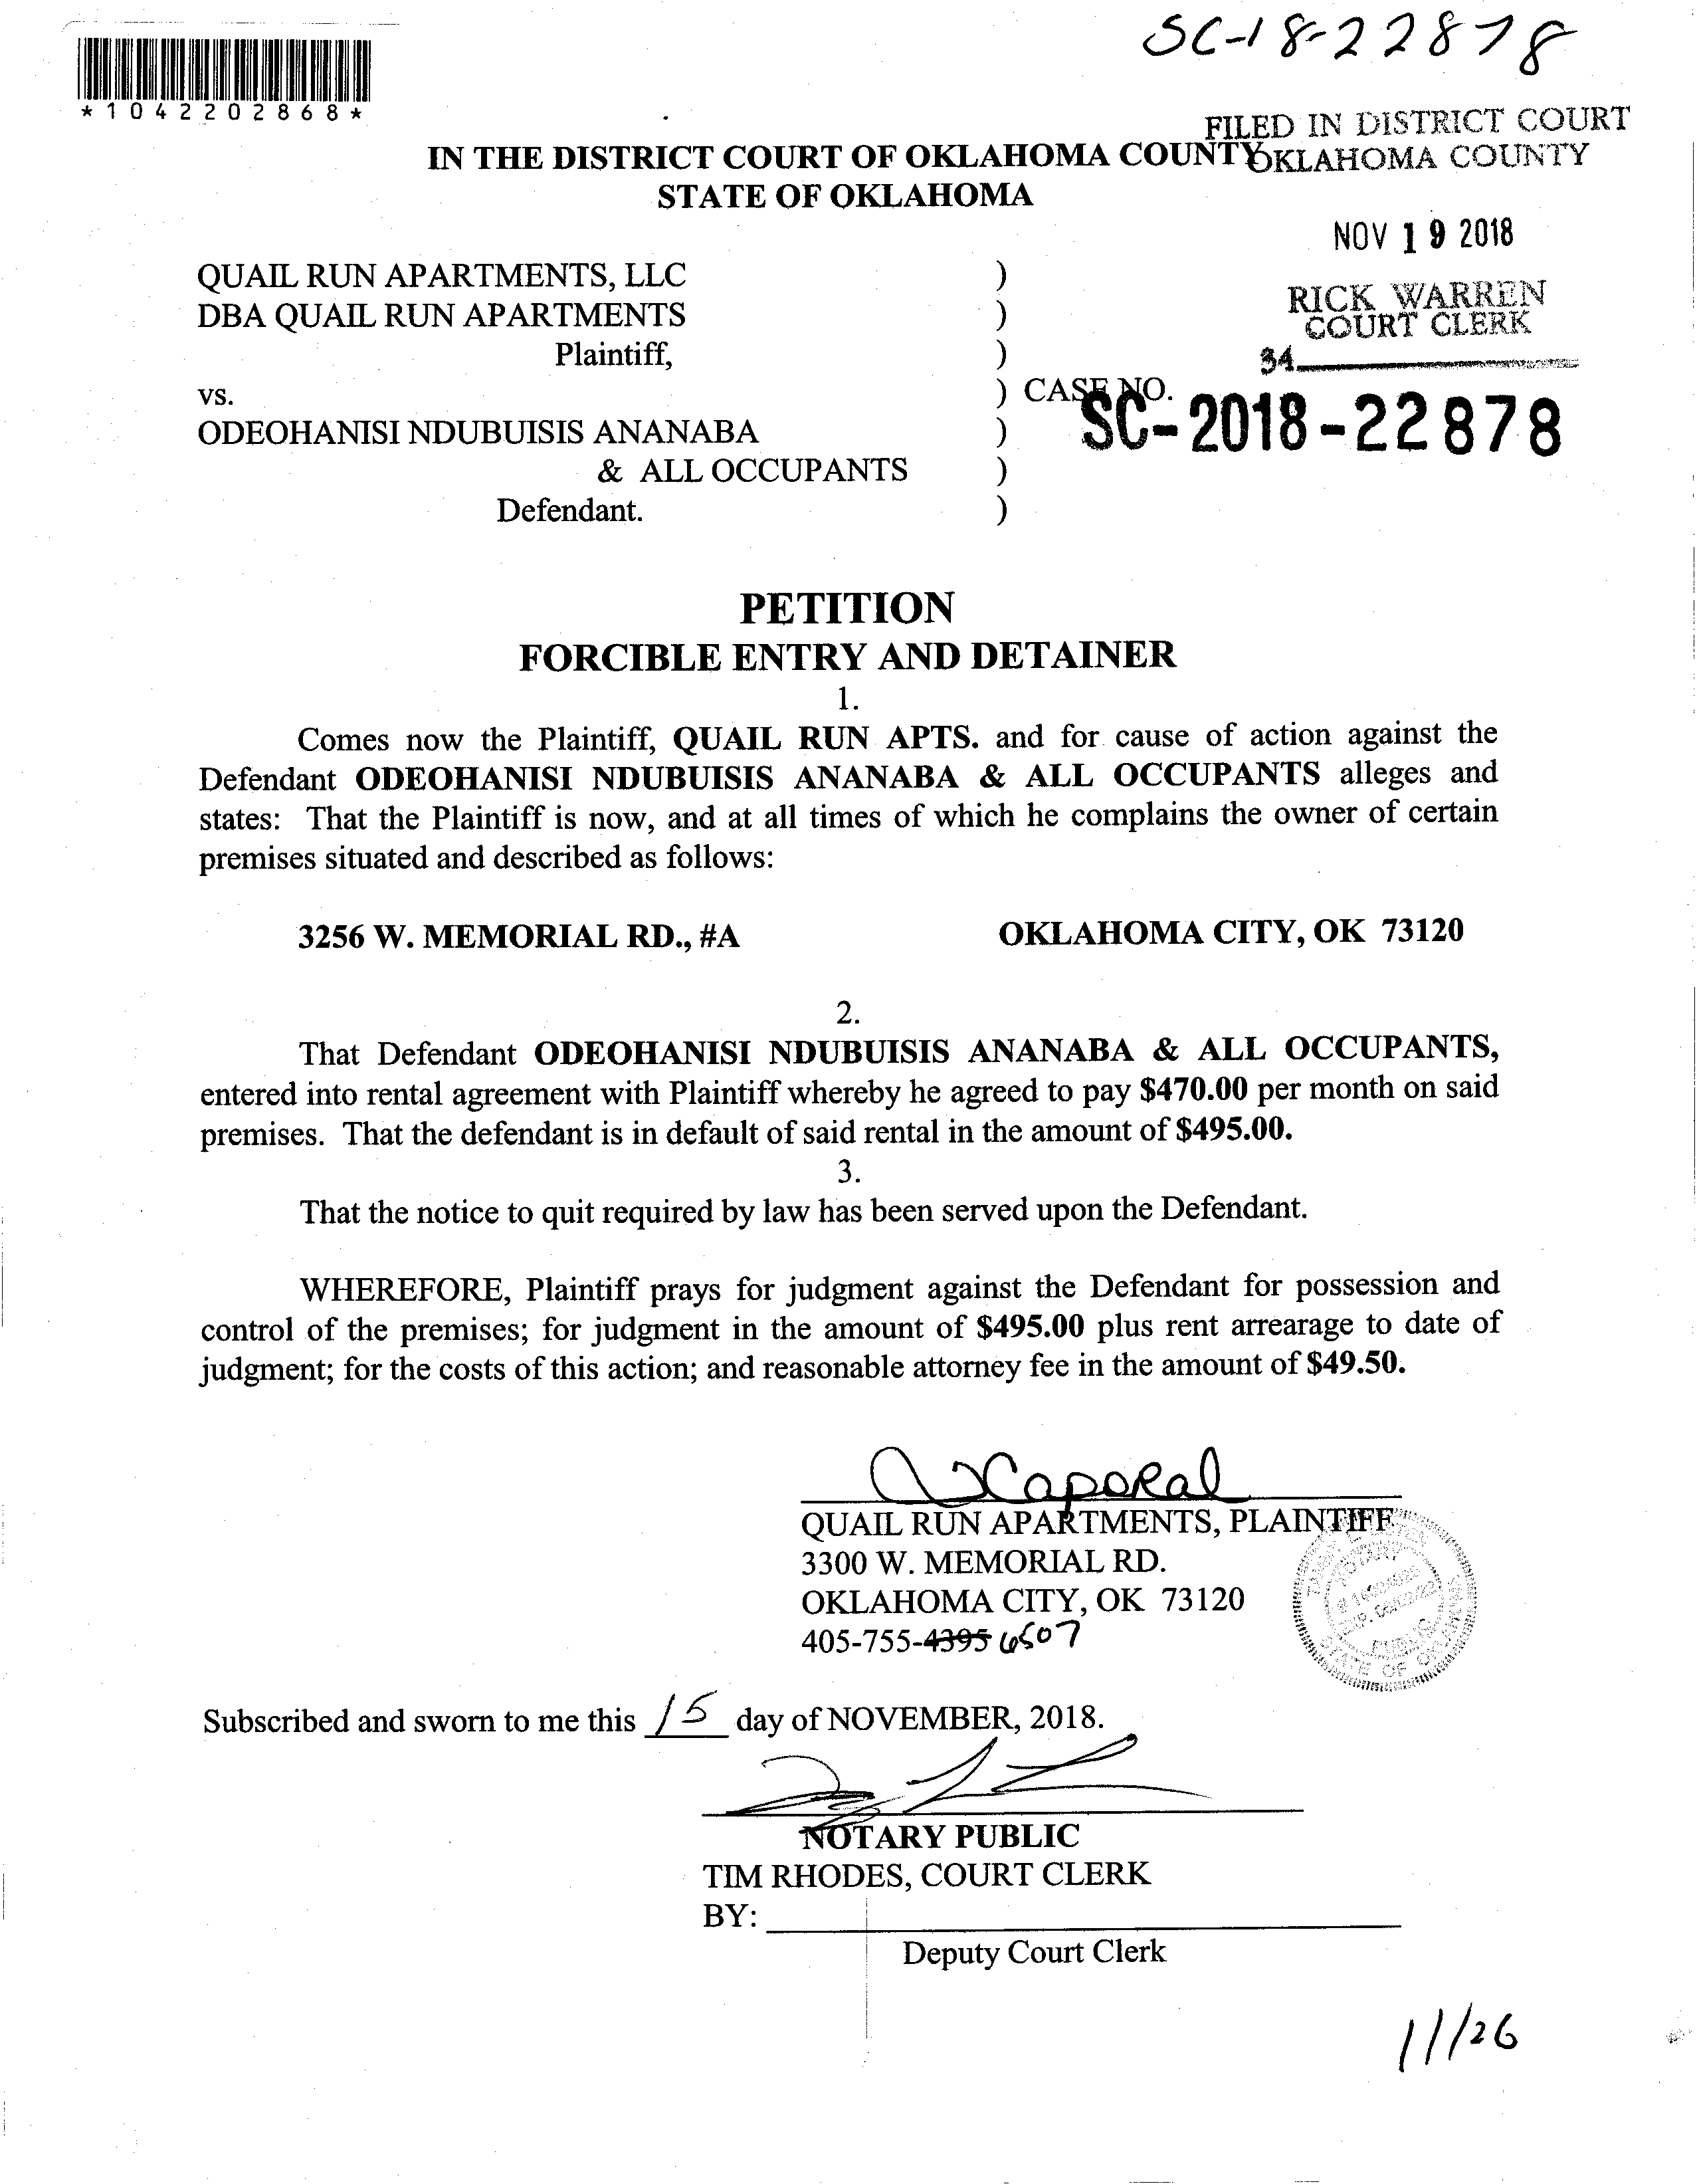 SC-18-22878
*1042202868*
FILED IN DISTRICT COURT
OKLAHOMA COUNTY
IN THE DISTRICT COURT OF OKLAHOMA COUNTY
STATE OF OKLAHOMA
NOV 19 2018
RICK WARREN
COURT CLERK
34
QUAIL RUN APARTMENTS, LLC )
DBA QUAIL RUN APARTMENTS )
Plaintiff, )
vs. ) CASE NO.
SC-2018-22878
ODEOHANISI NDUBUISIS ANANABA )
& ALL OCCUPANTS )
Defendant. )
PETITION
FORCIBLE ENTRY AND DETAINER
1.
Comes now the Plaintiff, QUAIL RUN APTS. and for cause of action against the
Defendant ODEOHANISI NDUBUISIS ANANABA & ALL OCCUPANTS alleges and
states: That the Plaintiff is now, and at all times of which he complains the owner of certain
premises situated and described as follows:
3256 W. MEMORIAL RD., #A OKLAHOMA CITY, OK 73120
2.
That Defendant ODEOHANISI NDUBUISIS ANANABA & ALL OCCUPANTS,
entered into rental agreement with Plaintiff whereby he agreed to pay $470.00 per month on said
premises. That the defendant is in default of said rental in the amount of $495.00.
3.
That the notice to quit required by law has been served upon the Defendant.
WHEREFORE, Plaintiff prays for judgment against the Defendant for possession and
control of the premises; for judgment in the amount of $495.00 plus rent arrearage to date of
judgment; for the costs of this action; and reasonable attorney fee in the amount of $49.50.
Caporal
QUAIL RUN APARTMENTS, PLAINTIFF
3300 W. MEMORIAL RD.
OKLAHOMA CITY, OK 73120
405-755-4395 6507
NOTARY
PUBLIC
STATE OF OKLAHOMA
Subscribed and sworn to me this 15 day of NOVEMBER, 2018.
NOTARY PUBLIC
TIM RHODES, COURT CLERK
BY:
Deputy Court Clerk
11/26